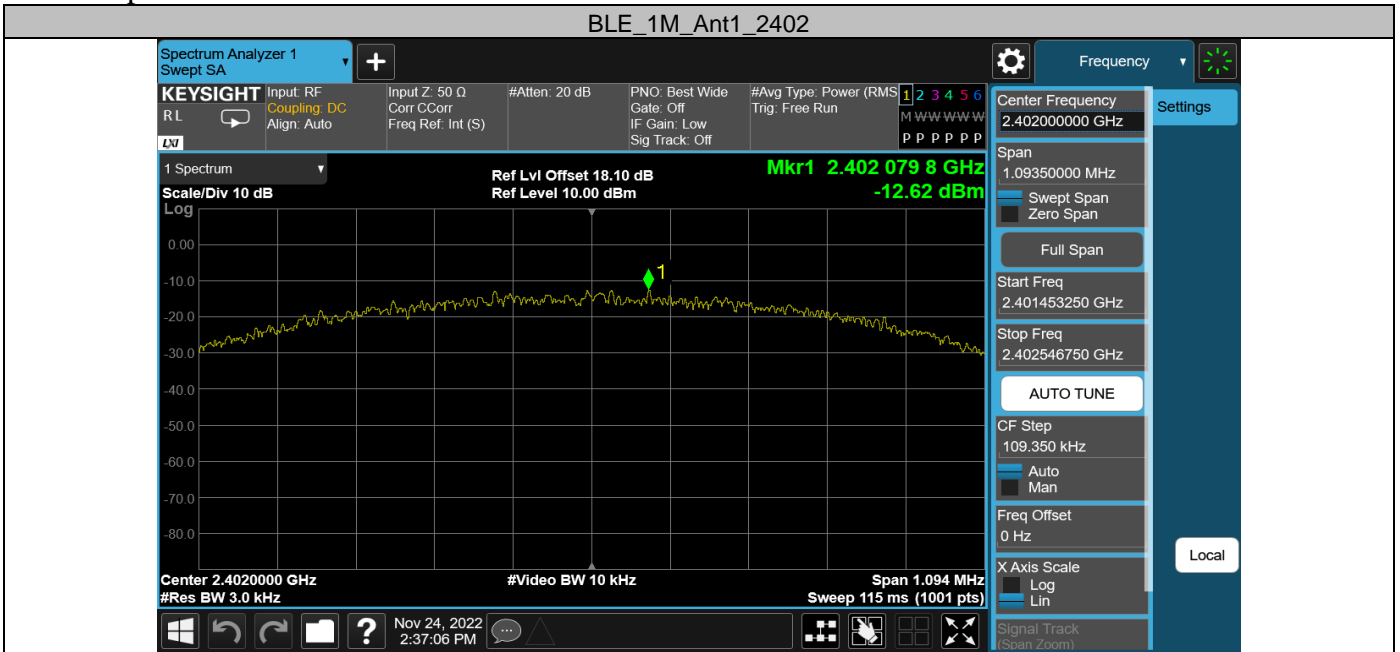 BLE_1M_Ant1_2402
Spectrum Analyzer 1
Swept SA
+
Frequency
KEYSIGHT
RL
LXI
Input: RF
Coupling: DC
Align: Auto
Input Z: 50 Ω
Corr CCorr
Freq Ref: Int (S)
#Atten: 20 dB
PNO: Best Wide
Gate: Off
IF Gain: Low
Sig Track: Off
#Avg Type: Power (RMS
Trig: Free Run
1 2 3 4 5 6
M W W W W W
P P P P P P
1 Spectrum
Scale/Div 10 dB
Ref Lvl Offset 18.10 dB
Ref Level 10.00 dBm
Mkr1 2.402 079 8 GHz
-12.62 dBm
Log
0.00
-10.0
-20.0
-30.0
-40.0
-50.0
-60.0
-70.0
-80.0
1
Center 2.4020000 GHz
#Res BW 3.0 kHz
#Video BW 10 kHz
Span 1.094 MHz
Sweep 115 ms (1001 pts)
?
Nov 24, 2022
2:37:06 PM
Center Frequency
2.402000000 GHz
Span
1.09350000 MHz
Swept Span
Zero Span
Full Span
Start Freq
2.401453250 GHz
Stop Freq
2.402546750 GHz
AUTO TUNE
CF Step
109.350 kHz
Auto
Man
Freq Offset
0 Hz
X Axis Scale
Log
Lin
Signal Track
(Span Zoom)
Settings
Local